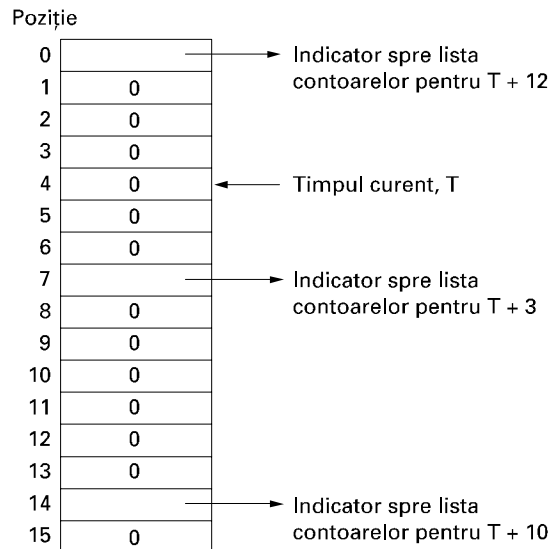 Poziție
0 Indicator spre lista
contoarelor pentru T + 12
1 0
2 0
3 0
4 0 Timpul curent, T
5 0
6 0
7 Indicator spre lista
contoarelor pentru T + 3
8 0
9 0
10 0
11 0
12 0
13 0
14 Indicator spre lista
contoarelor pentru T + 10
15 0